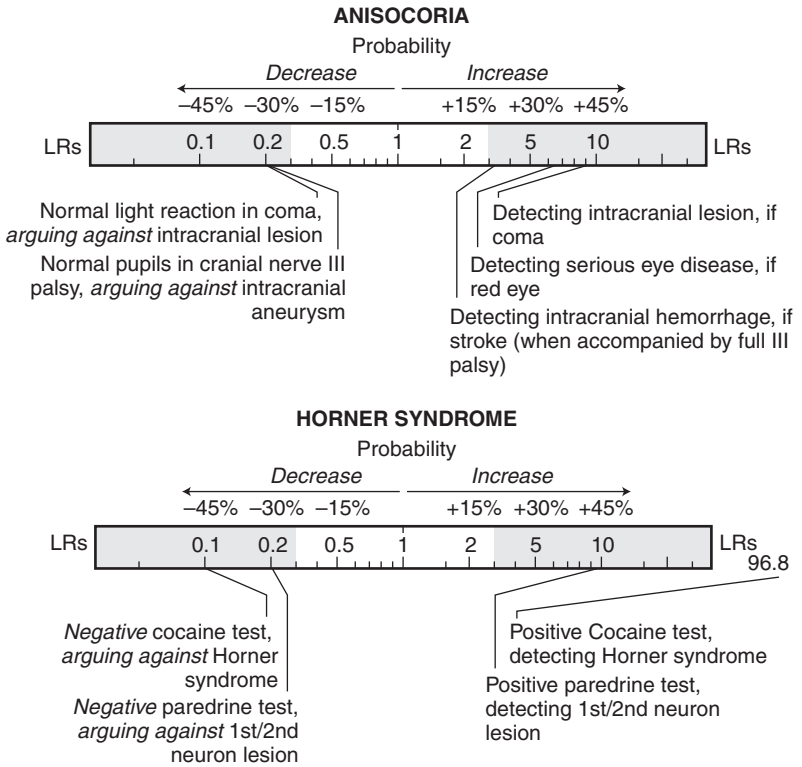 ANISOCORIA
Probability
Decrease Increase
–45% –30% –15% +15% +30% +45%
LRs 0.1 0.2 0.5 1 2 5 10 LRs
Normal light reaction in coma,
arguing against intracranial lesion
Normal pupils in cranial nerve III
palsy, arguing against intracranial
aneurysm
Detecting intracranial lesion, if
coma
Detecting serious eye disease, if
red eye
Detecting intracranial hemorrhage, if
stroke (when accompanied by full III
palsy)
HORNER SYNDROME
Probability
Decrease Increase
–45% –30% –15% +15% +30% +45%
LRs 0.1 0.2 0.5 1 2 5 10 LRs
96.8
Negative cocaine test,
arguing against Horner
syndrome
Negative paredrine test,
arguing against 1st/2nd
neuron lesion
Positive Cocaine test,
detecting Horner syndrome
Positive paredrine test,
detecting 1st/2nd neuron
lesion